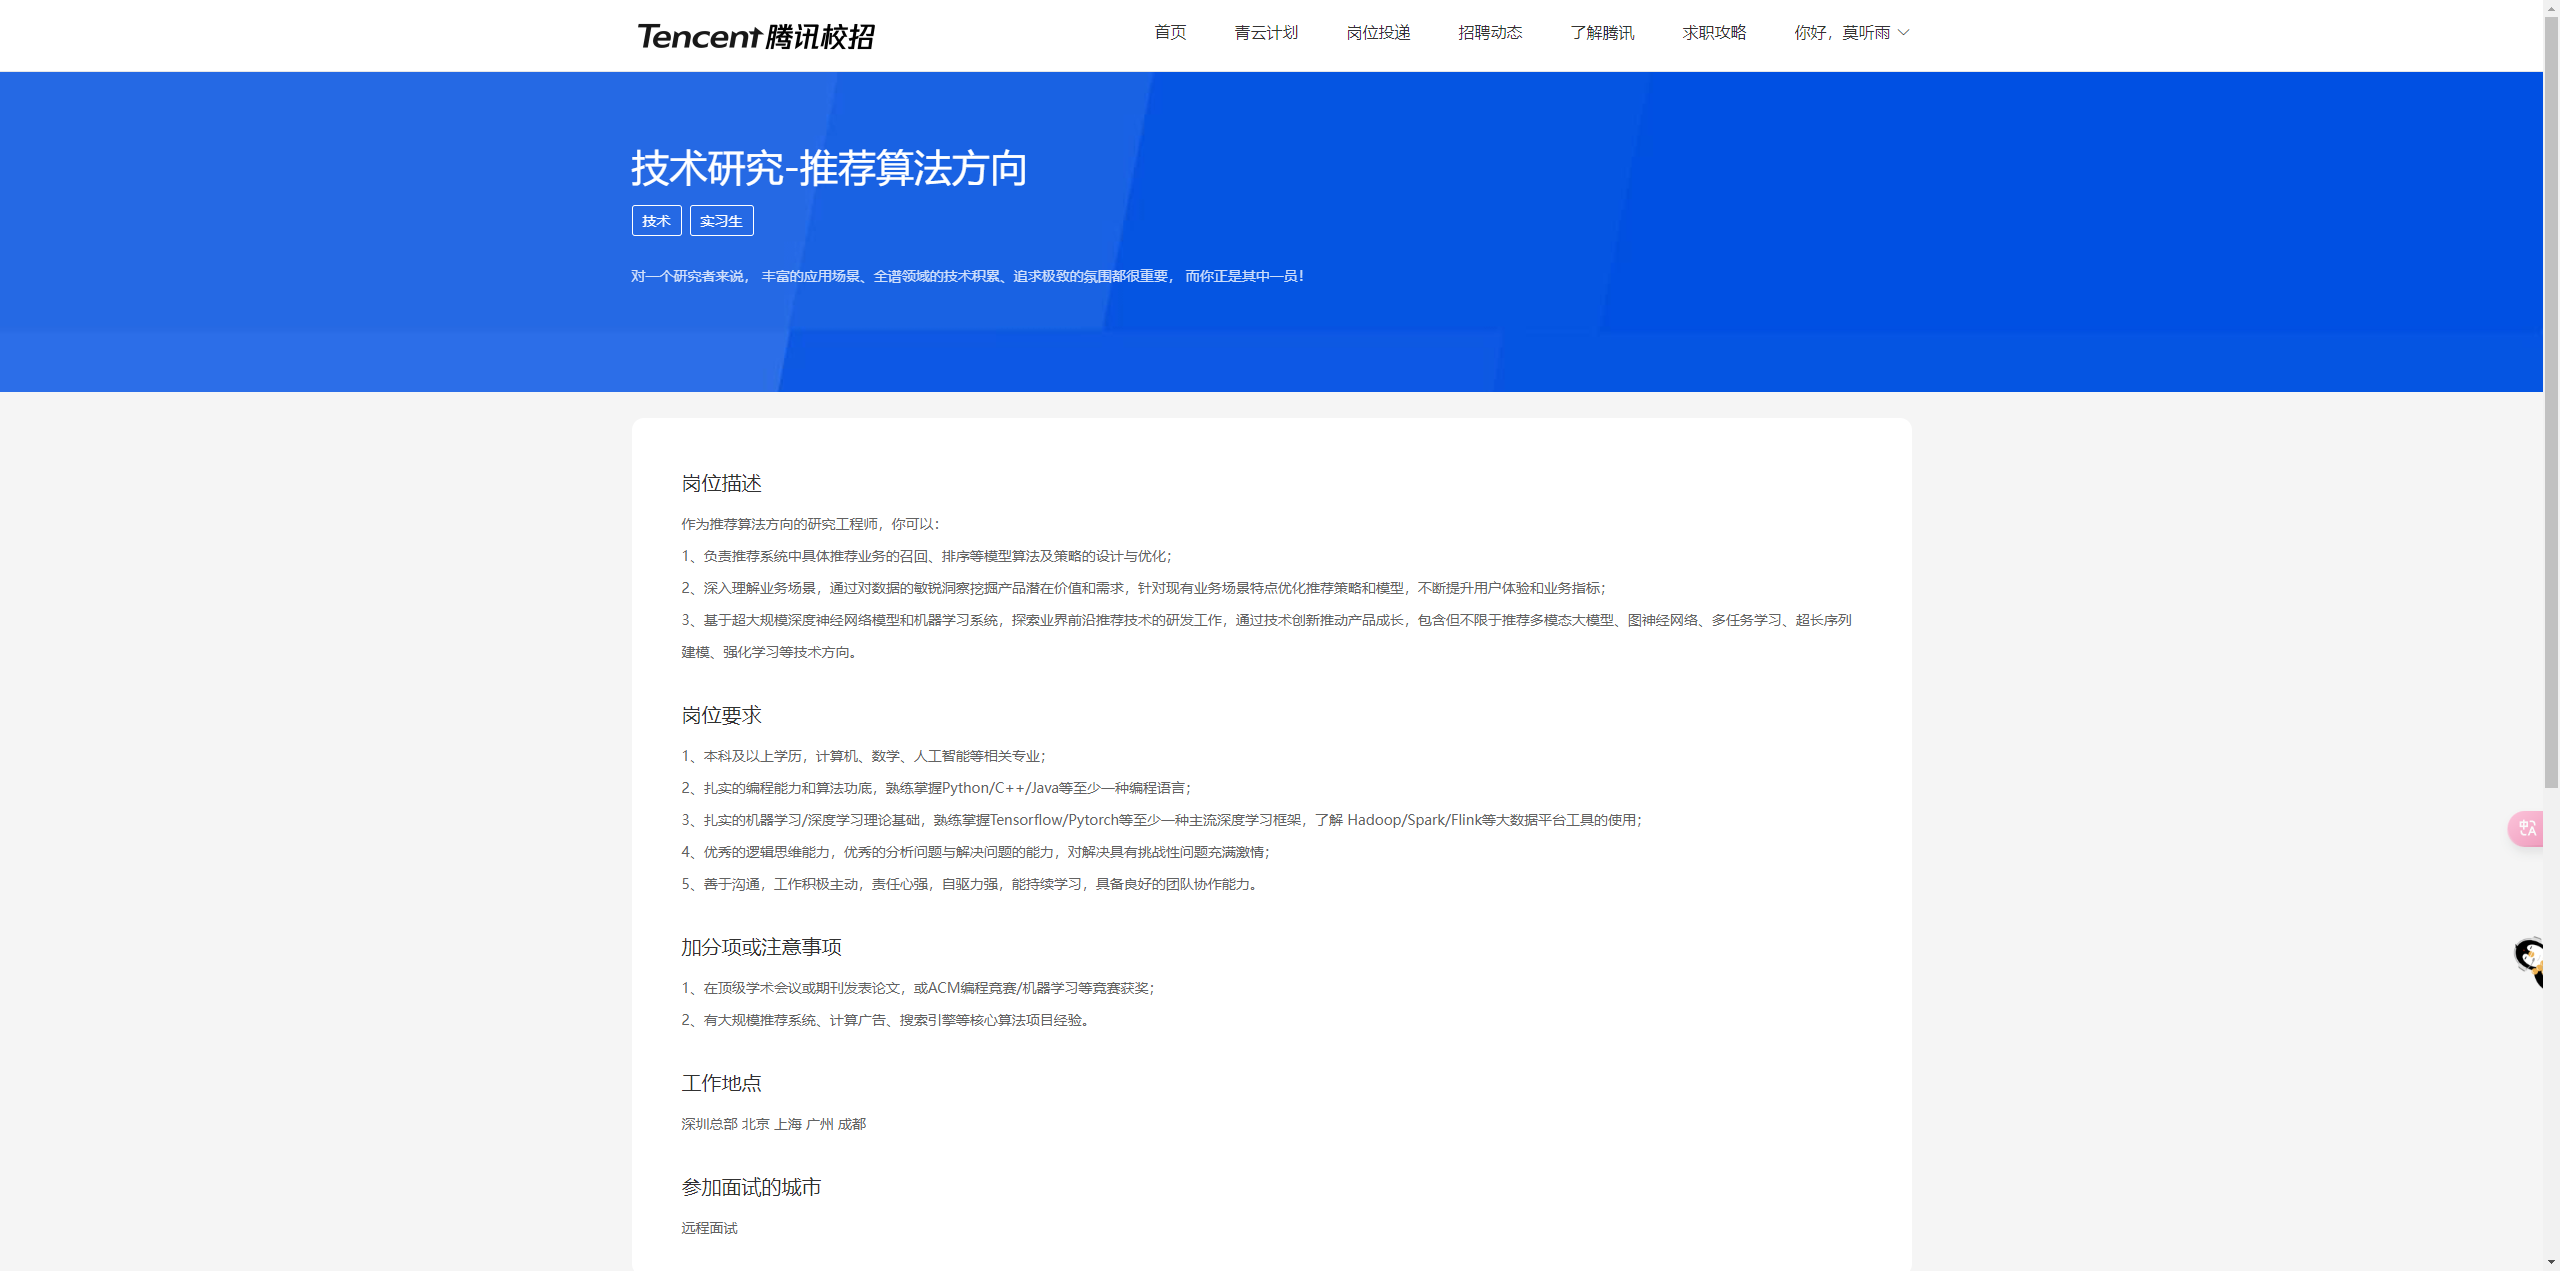 Tencent 腾讯校招
首页 青云计划 岗位投递 招聘动态 了解腾讯 求职攻略 你好，莫听雨
技术研究-推荐算法方向
技术 实习生
对一个研究者来说， 丰富的应用场景、全谱领域的技术积累、追求极致的氛围都很重要， 而你正是其中一员！
岗位描述
作为推荐算法方向的研究工程师，你可以：
1、负责推荐系统中具体推荐业务的召回、排序等模型算法及策略的设计与优化；
2、深入理解业务场景，通过对数据的敏锐洞察挖掘产品潜在价值和需求，针对现有业务场景特点优化推荐策略和模型，不断提升用户体验和业务指标；
3、基于超大规模深度神经网络模型和机器学习系统，探索业界前沿推荐技术的研发工作，通过技术创新推动产品成长，包含但不限于推荐多模态大模型、图神经网络、多任务学习、超长序列
建模、强化学习等技术方向。
岗位要求
1、本科及以上学历，计算机、数学、人工智能等相关专业；
2、扎实的编程能力和算法功底，熟练掌握Python/C++/Java等至少一种编程语言；
3、扎实的机器学习/深度学习理论基础，熟练掌握Tensorflow/Pytorch等至少一种主流深度学习框架，了解 Hadoop/Spark/Flink等大数据平台工具的使用；
4、优秀的逻辑思维能力，优秀的分析问题与解决问题的能力，对解决具有挑战性问题充满激情；
5、善于沟通，工作积极主动，责任心强，自驱力强，能持续学习，具备良好的团队协作能力。
加分项或注意事项
1、在顶级学术会议或期刊发表论文，或ACM编程竞赛/机器学习等竞赛获奖；
2、有大规模推荐系统、计算广告、搜索引擎等核心算法项目经验。
工作地点
深圳总部 北京 上海 广州 成都
参加面试的城市
远程面试